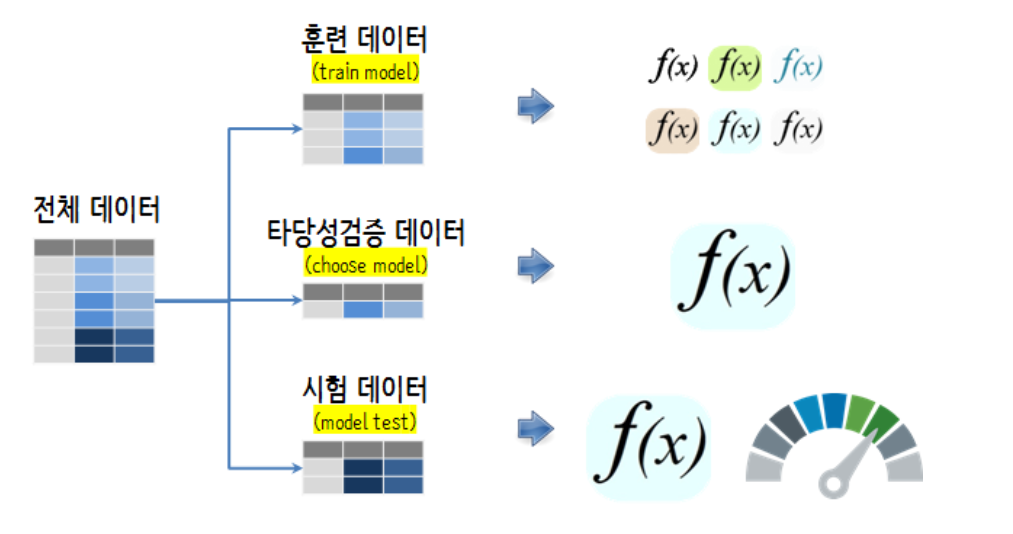 훈련 데이터
(train model)
f(x) f(x) f(x)
f(x) f(x) f(x)
전체 데이터
타당성검증 데이터
(choose model)
f(x)
시험 데이터
(model test)
f(x)